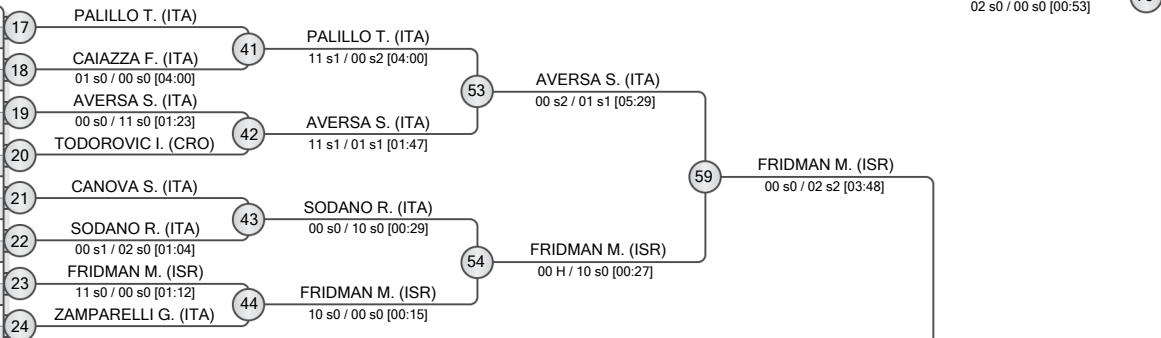 02 s0 / 00 s0 [00:53]
17
PALILLO T. (ITA)
41
PALILLO T. (ITA)
11 s1 / 00 s2 [04:00]
18
CAIAZZA F. (ITA)
01 s0 / 00 s0 [04:00]
53
AVERSA S. (ITA)
00 s2 / 01 s1 [05:29]
19
AVERSA S. (ITA)
00 s0 / 11 s0 [01:23]
42
AVERSA S. (ITA)
11 s1 / 01 s1 [01:47]
20
TODOROVIC I. (CRO)
59
FRIDMAN M. (ISR)
00 s0 / 02 s2 [03:48]
21
CANOVA S. (ITA)
43
SODANO R. (ITA)
00 s0 / 10 s0 [00:29]
22
SODANO R. (ITA)
00 s1 / 02 s0 [01:04]
54
FRIDMAN M. (ISR)
00 H / 10 s0 [00:27]
23
FRIDMAN M. (ISR)
11 s0 / 00 s0 [01:12]
44
FRIDMAN M. (ISR)
10 s0 / 00 s0 [00:15]
24
ZAMPARELLI G. (ITA)